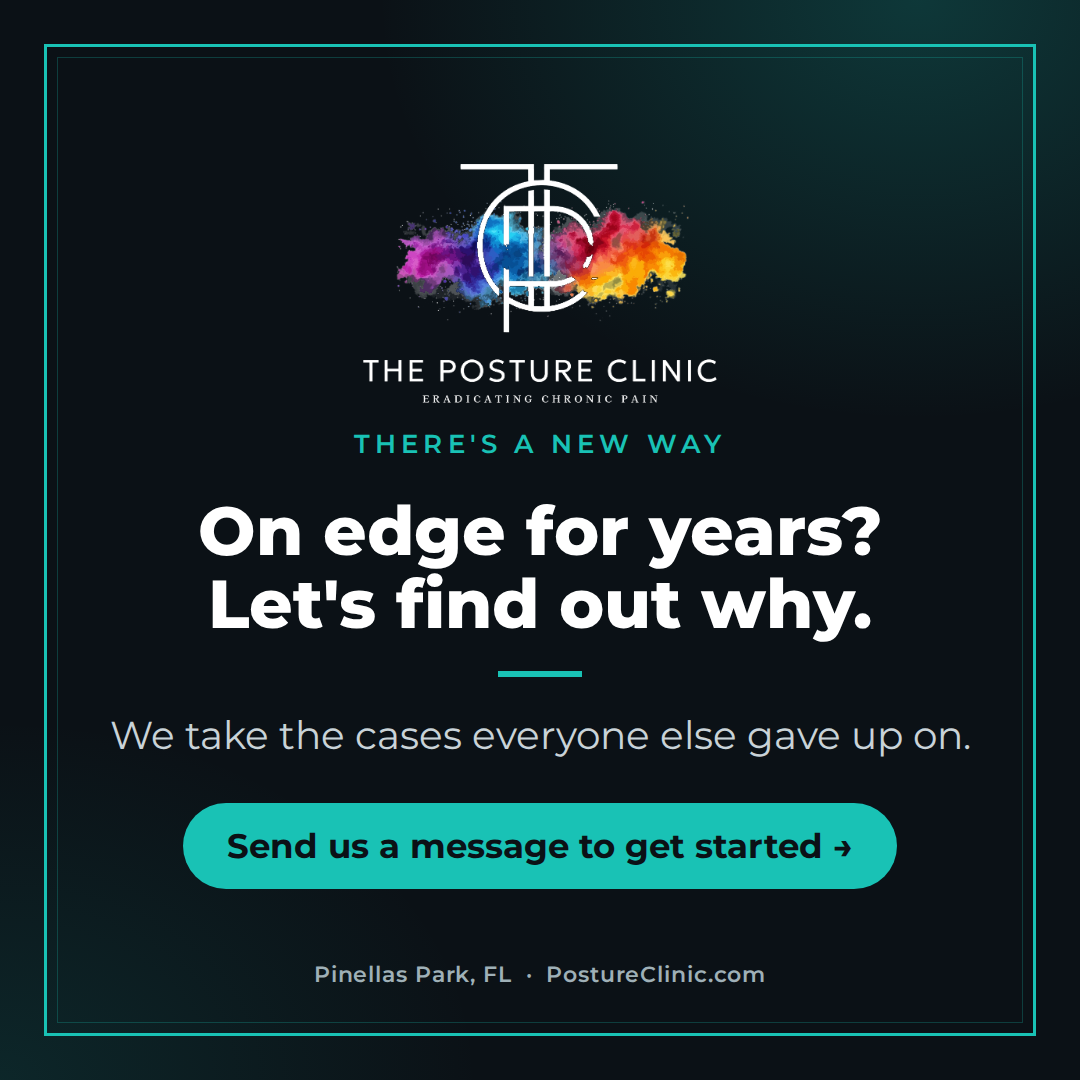 THE POSTURE CLINIC
ERADICATING CHRONIC PAIN
THERE'S A NEW WAY
On edge for years?
Let's find out why.
We take the cases everyone else gave up on.
Send us a message to get started →
Pinellas Park, FL · PostureClinic.com